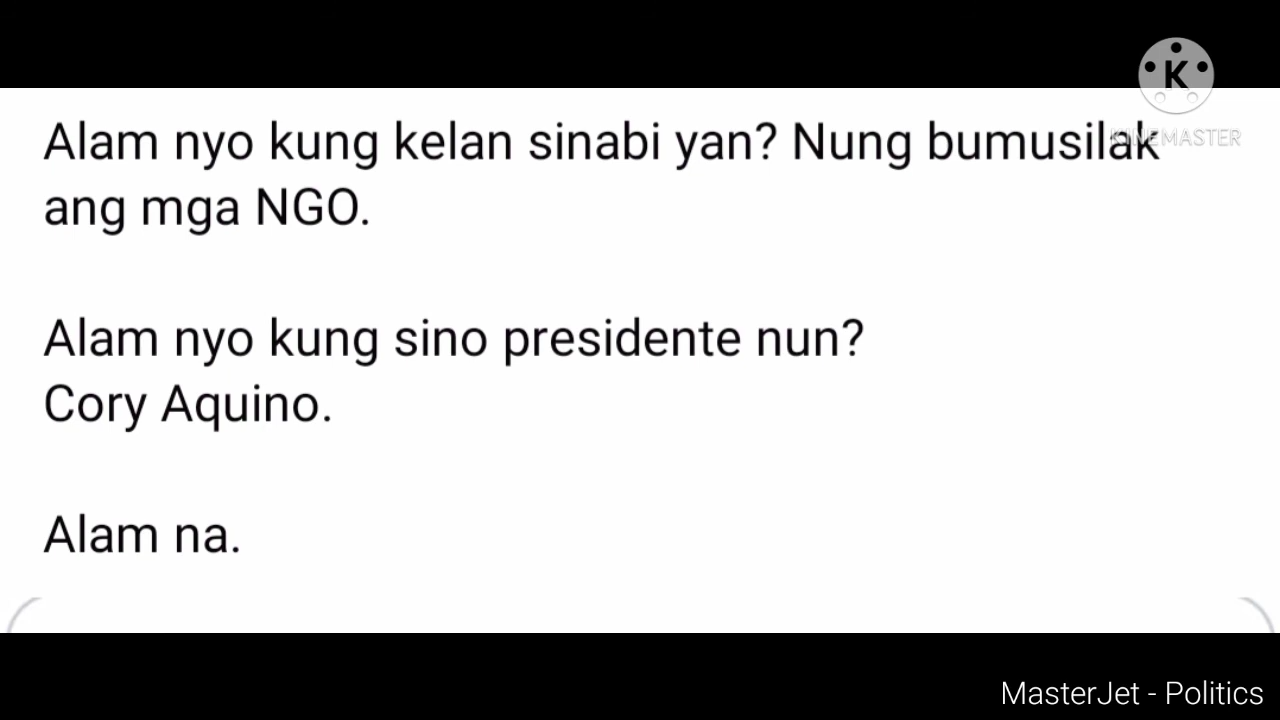 K
KINEMASTER
Alam nyo kung kelan sinabi yan? Nung bumusilak
ang mga NGO.
Alam nyo kung sino presidente nun?
Cory Aquino.
Alam na.
MasterJet - Politics